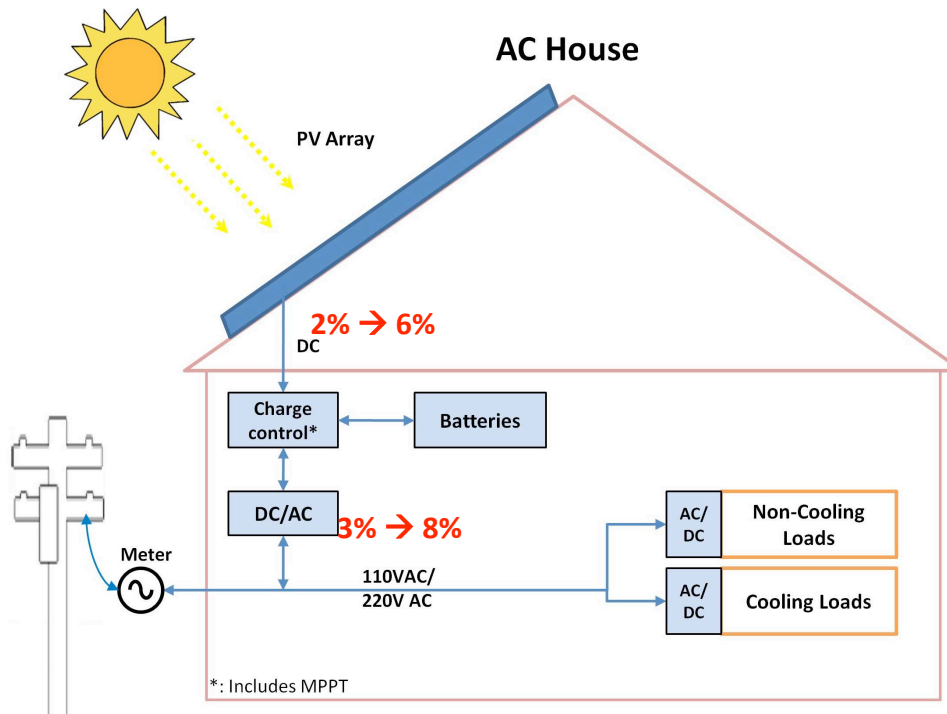 AC House
PV Array
2% → 6%
DC
Charge
control*
Batteries
DC/AC
3% → 8%
AC/
DC
Non-Cooling
Loads
Meter
110VAC/
220V AC
AC/
DC
Cooling Loads
*: Includes MPPT